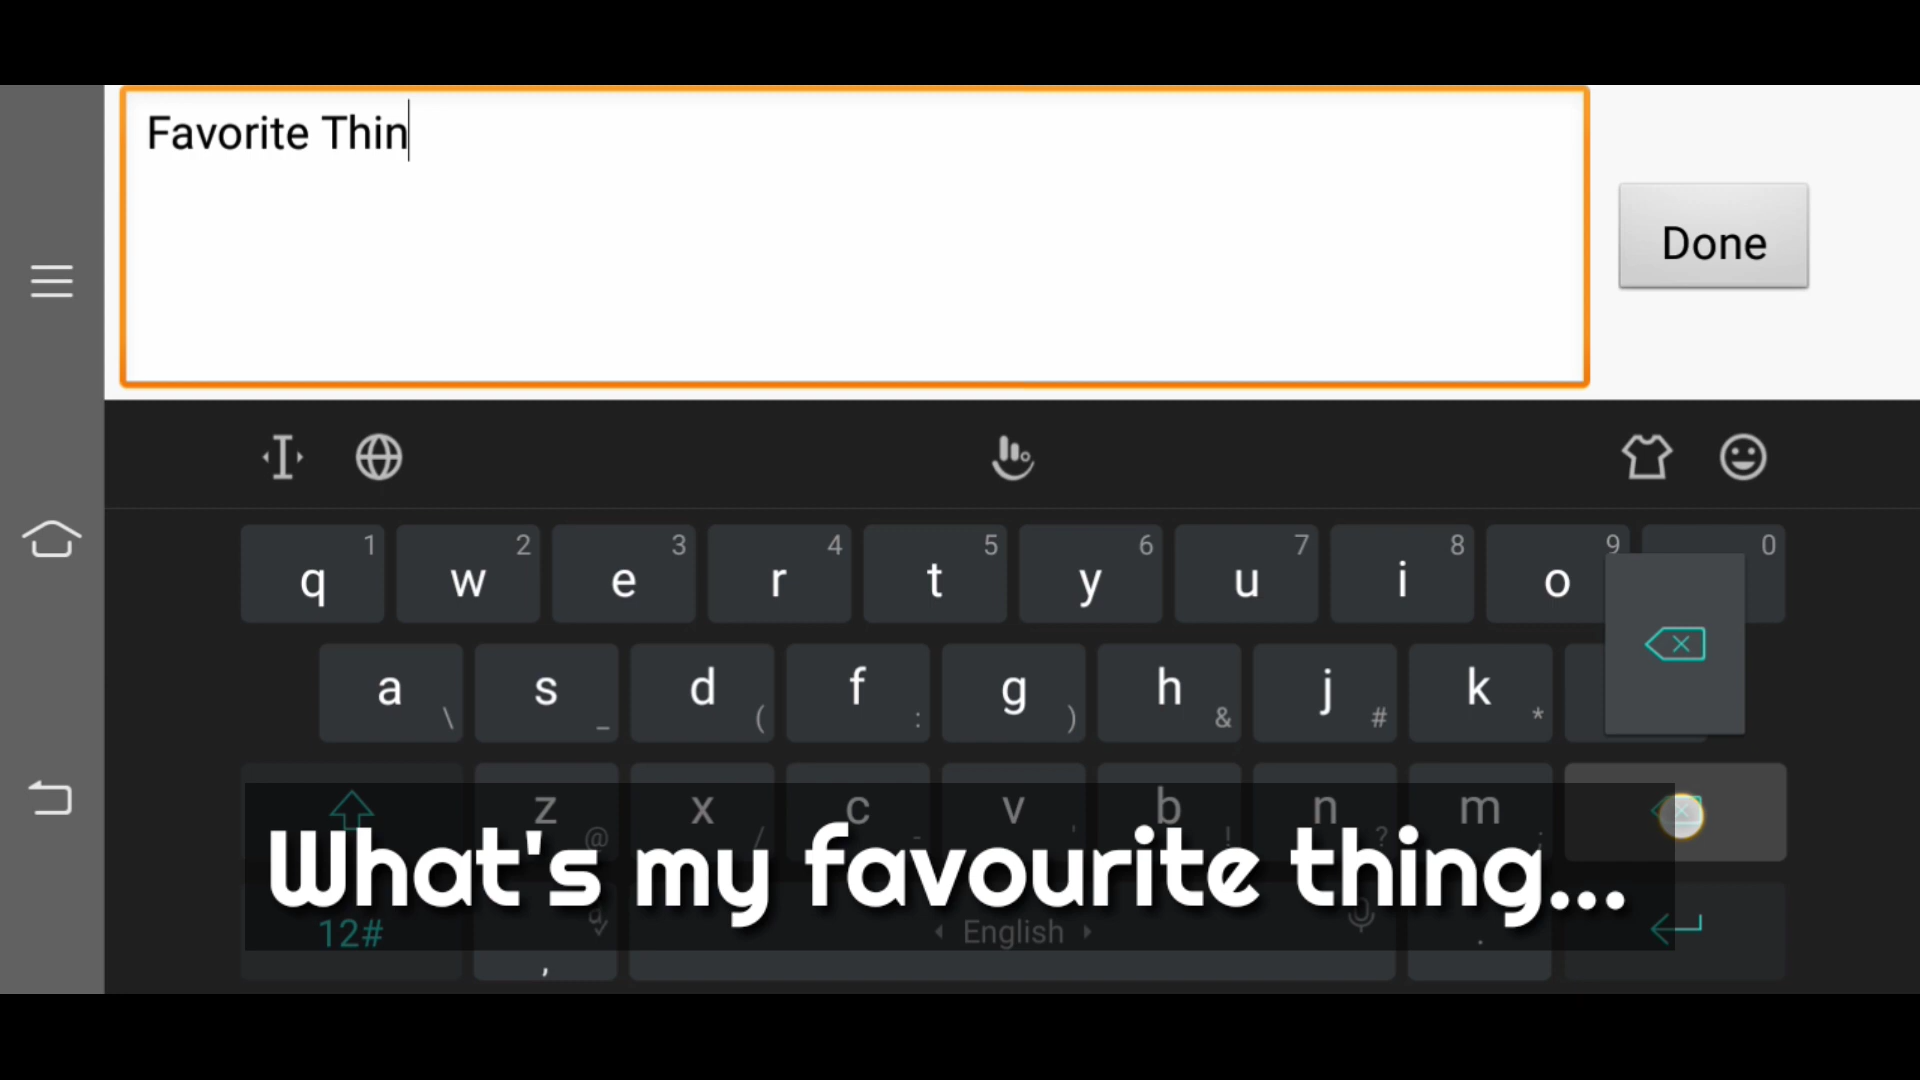 Favorite Thin
Done
1 2 3 4 5 6 7 8 9 0
q w e r t y u i o
a s d f g h j k
\ _ ( : ) & # *
z x c v b n m
@ / - ' ! ? ;
What's my favourite thing...
12# , English .